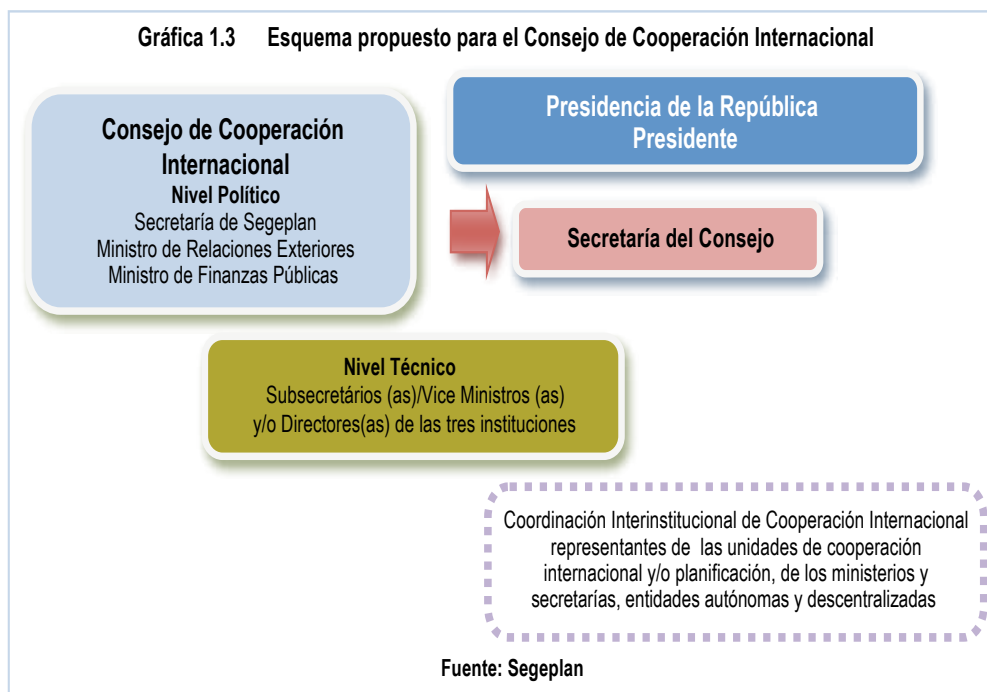 Gráfica 1.3 Esquema propuesto para el Consejo de Cooperación Internacional
Consejo de Cooperación
Internacional
Nivel Político
Secretaría de Segeplan
Ministro de Relaciones Exteriores
Ministro de Finanzas Públicas
Presidencia de la República
Presidente
Secretaría del Consejo
Nivel Técnico
Subsecretários (as)/Vice Ministros (as)
y/o Directores(as) de las tres instituciones
Coordinación Interinstitucional de Cooperación Internacional
representantes de las unidades de cooperación
internacional y/o planificación, de los ministerios y
secretarías, entidades autónomas y descentralizadas
Fuente: Segeplan